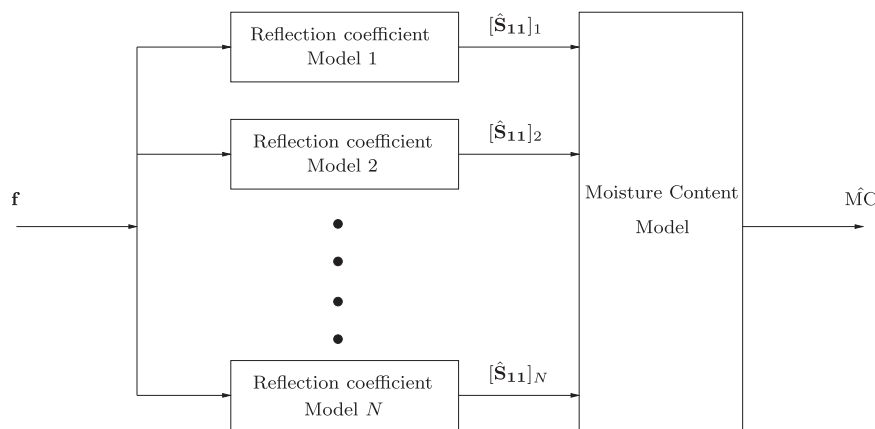 Reflection coefficient
Model 1
[Ŝ₁₁]₁
Reflection coefficient
Model 2
[Ŝ₁₁]₂
f
Moisture Content
Model
M̂C
Reflection coefficient
Model N
[Ŝ₁₁]_N